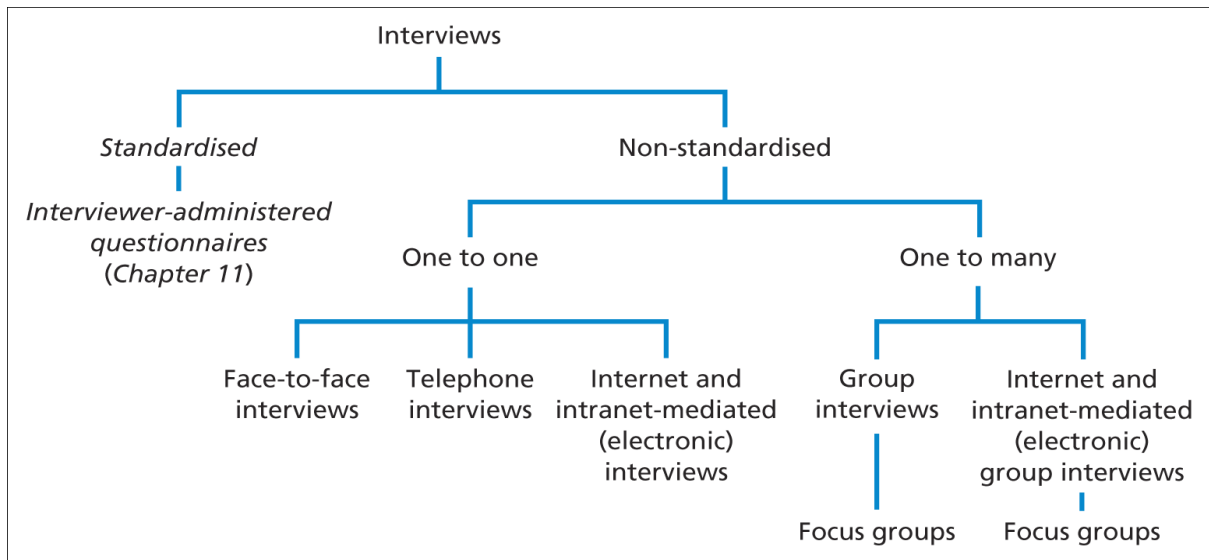 Interviews
Standardised
Non-standardised
Interviewer-administered
questionnaires
(Chapter 11)
One to one
One to many
Face-to-face
interviews
Telephone
interviews
Internet and
intranet-mediated
(electronic)
interviews
Group
interviews
Internet and
intranet-mediated
(electronic)
group interviews
Focus groups
Focus groups